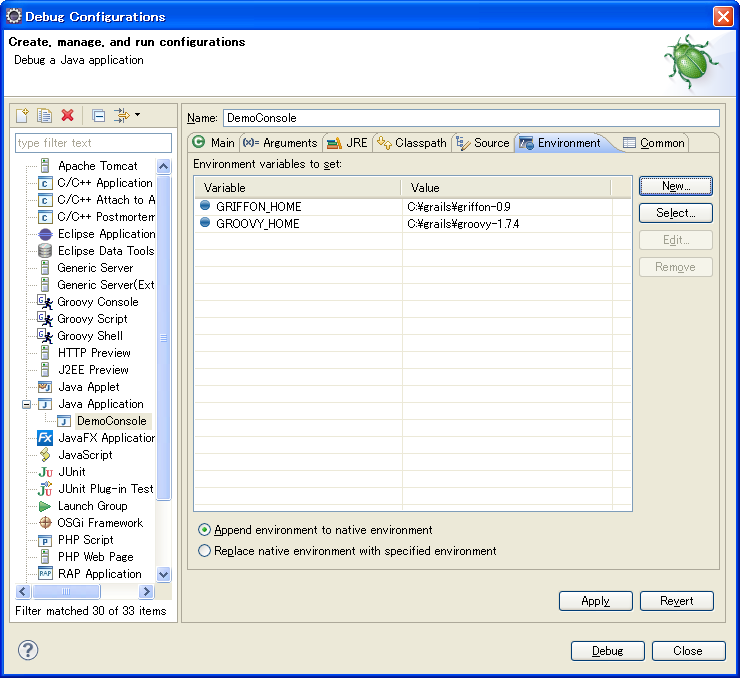 Debug Configurations
Create, manage, and run configurations
Debug a Java application
type filter text
Apache Tomcat
C/C++ Application
C/C++ Attach to A
C/C++ Postmortem
Eclipse Application
Eclipse Data Tools
Generic Server
Generic Server(Ext
Groovy Console
Groovy Script
Groovy Shell
HTTP Preview
J2EE Preview
Java Applet
Java Application
DemoConsole
JavaFX Application
JavaScript
JUnit
JUnit Plug-in Test
Launch Group
OSGi Framework
PHP Script
PHP Web Page
RAP Application
Filter matched 30 of 33 items
Name: DemoConsole
Main (x)= Arguments JRE Classpath Source Environment Common
Environment variables to set:
Variable Value
GRIFFON_HOME C:¥grails¥griffon-0.9
GROOVY_HOME C:¥grails¥groovy-1.7.4
New...
Select...
Edit...
Remove
Append environment to native environment
Replace native environment with specified environment
Apply Revert
Debug Close